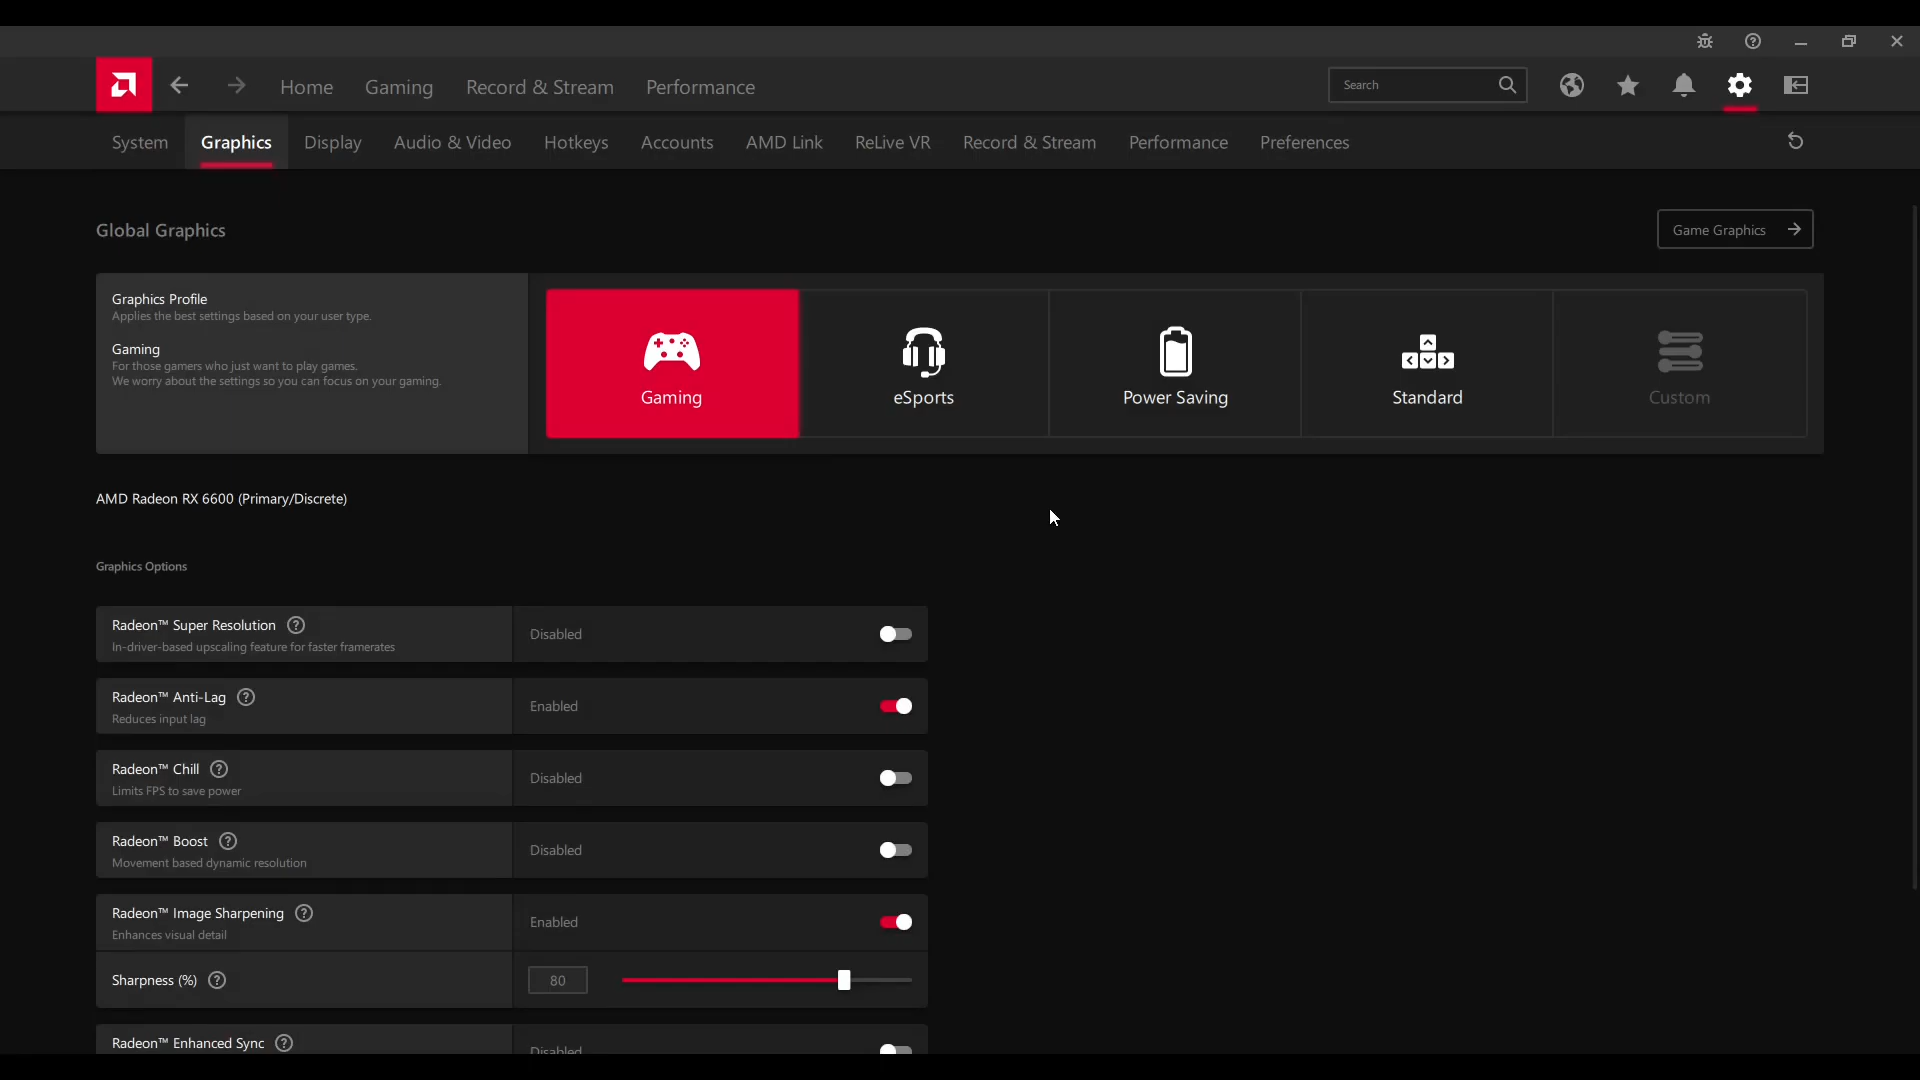 Home
Gaming
Record & Stream
Performance
Search
System
Graphics
Display
Audio & Video
Hotkeys
Accounts
AMD Link
ReLive VR
Record & Stream
Performance
Preferences
Global Graphics
Game Graphics
Graphics Profile
Applies the best settings based on your user type.
Gaming
For those gamers who just want to play games.
We worry about the settings so you can focus on your gaming.
Gaming
eSports
Power Saving
Standard
Custom
AMD Radeon RX 6600 (Primary/Discrete)
Graphics Options
Radeon™ Super Resolution
In-driver-based upscaling feature for faster framerates
Disabled
Radeon™ Anti-Lag
Reduces input lag
Enabled
Radeon™ Chill
Limits FPS to save power
Disabled
Radeon™ Boost
Movement based dynamic resolution
Disabled
Radeon™ Image Sharpening
Enhances visual detail
Enabled
Sharpness (%)
80
Radeon™ Enhanced Sync
Disabled